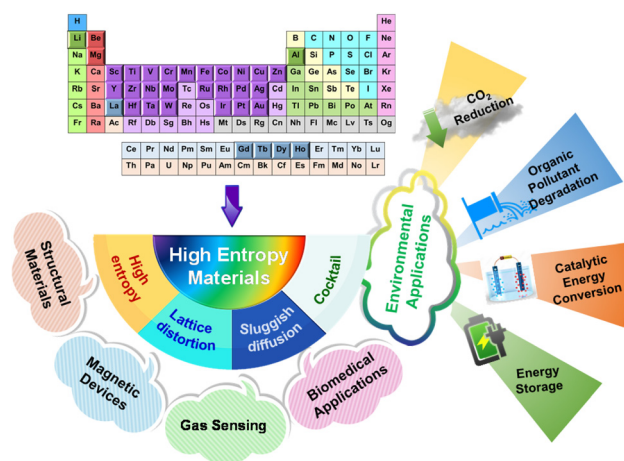 H He
Li Be B C N O F Ne
Na Mg Al Si P S Cl Ar
K Ca Sc Ti V Cr Mn Fe Co Ni Cu Zn Ga Ge As Se Br Kr
Rb Sr Y Zr Nb Mo Tc Ru Rh Pd Ag Cd In Sn Sb Te I Xe
Cs Ba La Hf Ta W Re Os Ir Pt Au Hg Tl Pb Bi Po At Rn
Fr Ra Ac Rf Db Sg Bh Hs Mt Ds Rg Cn Nh Fl Mc Lv Ts Og
Ce Pr Nd Pm Sm Eu Gd Tb Dy Ho Er Tm Yb Lu
Th Pa U Np Pu Am Cm Bk Cf Es Fm Md No Lr
High Entropy
Materials
High
entropy
Lattice
distortion
Sluggish
diffusion
Cocktail
Structural
Materials
Magnetic
Devices
Gas Sensing
Biomedical
Applications
Environmental
Applications
CO2
Reduction
Organic
Pollutant
Degradation
Catalytic
Energy
Conversion
Energy
Storage